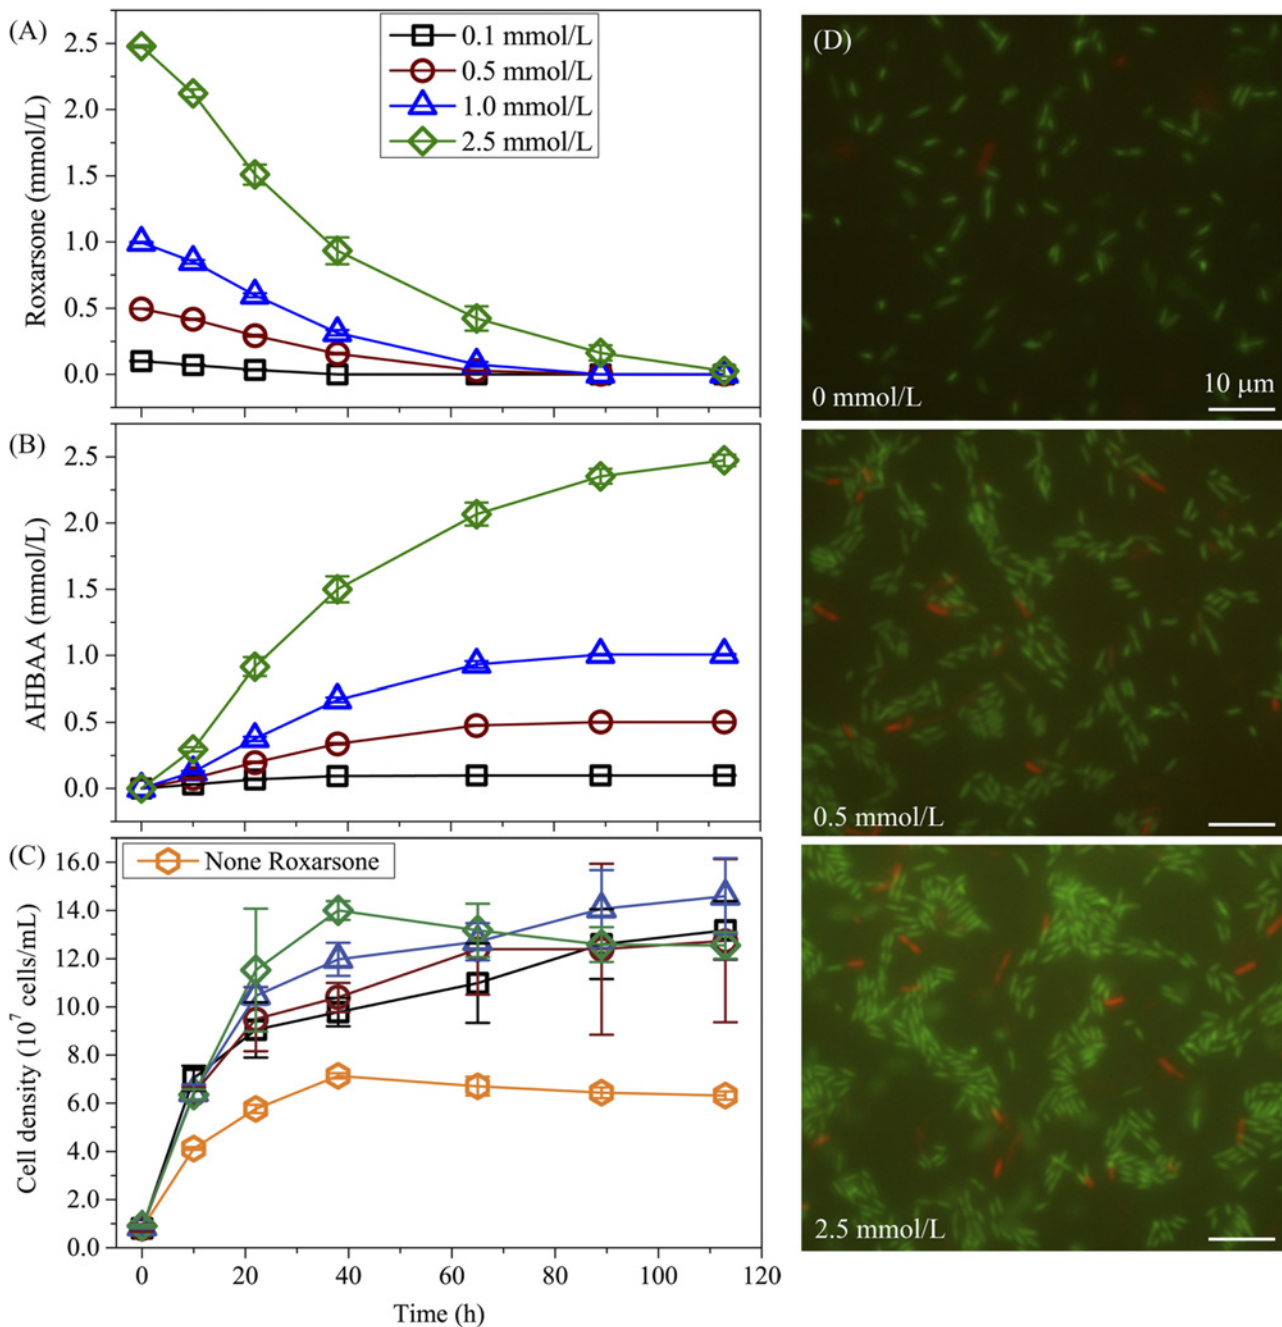 (A)
2.5
2.0
1.5
1.0
0.5
0.0
Roxarsone (mmol/L)
0.1 mmol/L
0.5 mmol/L
1.0 mmol/L
2.5 mmol/L
(B)
2.5
2.0
1.5
1.0
0.5
0.0
AHBAA (mmol/L)
(C)
None Roxarsone
16.0
14.0
12.0
10.0
8.0
6.0
4.0
2.0
0.0
Cell density (10⁷ cells/mL)
0 20 40 60 80 100 120
Time (h)
(D)
0 mmol/L
10 μm
0.5 mmol/L
2.5 mmol/L